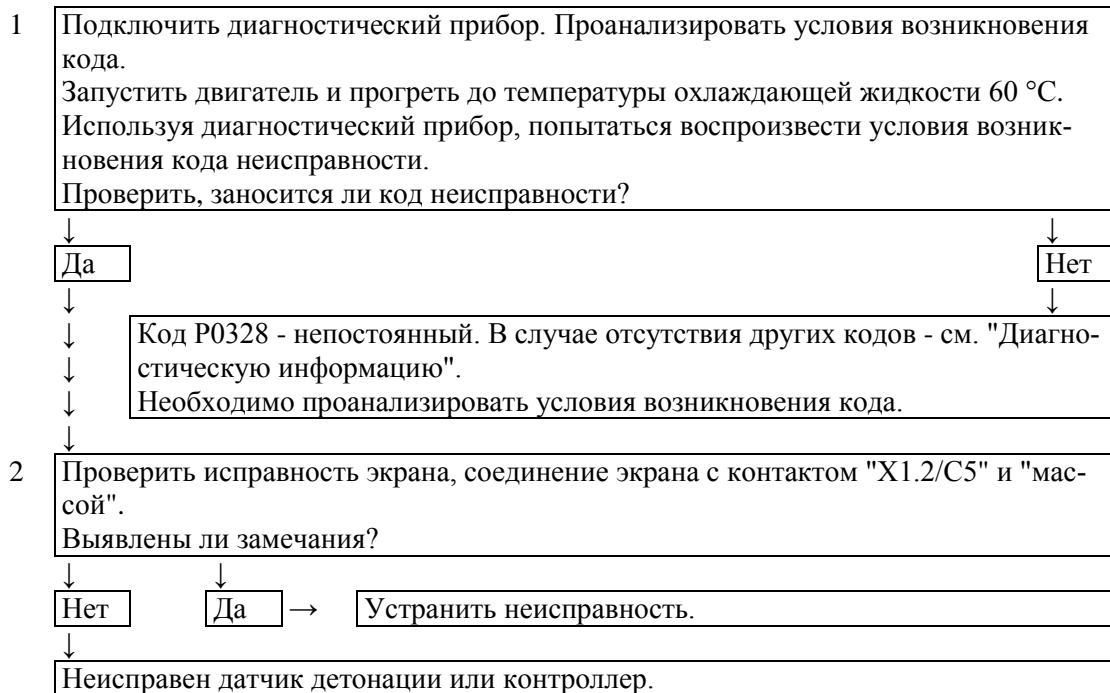 1 Подключить диагностический прибор. Проанализировать условия возникновения
кода.
Запустить двигатель и прогреть до температуры охлаждающей жидкости 60 °С.
Используя диагностический прибор, попытаться воспроизвести условия возник-
новения кода неисправности.
Проверить, заносится ли код неисправности?
↓ ↓
Да Нет
↓ ↓
↓ Код Р0328 - непостоянный. В случае отсутствия других кодов - см. "Диагно-
↓ стическую информацию".
↓ Необходимо проанализировать условия возникновения кода.
↓
2 Проверить исправность экрана, соединение экрана с контактом "Х1.2/С5" и "мас-
сой".
Выявлены ли замечания?
↓ ↓
Нет Да → Устранить неисправность.
↓
Неисправен датчик детонации или контроллер.